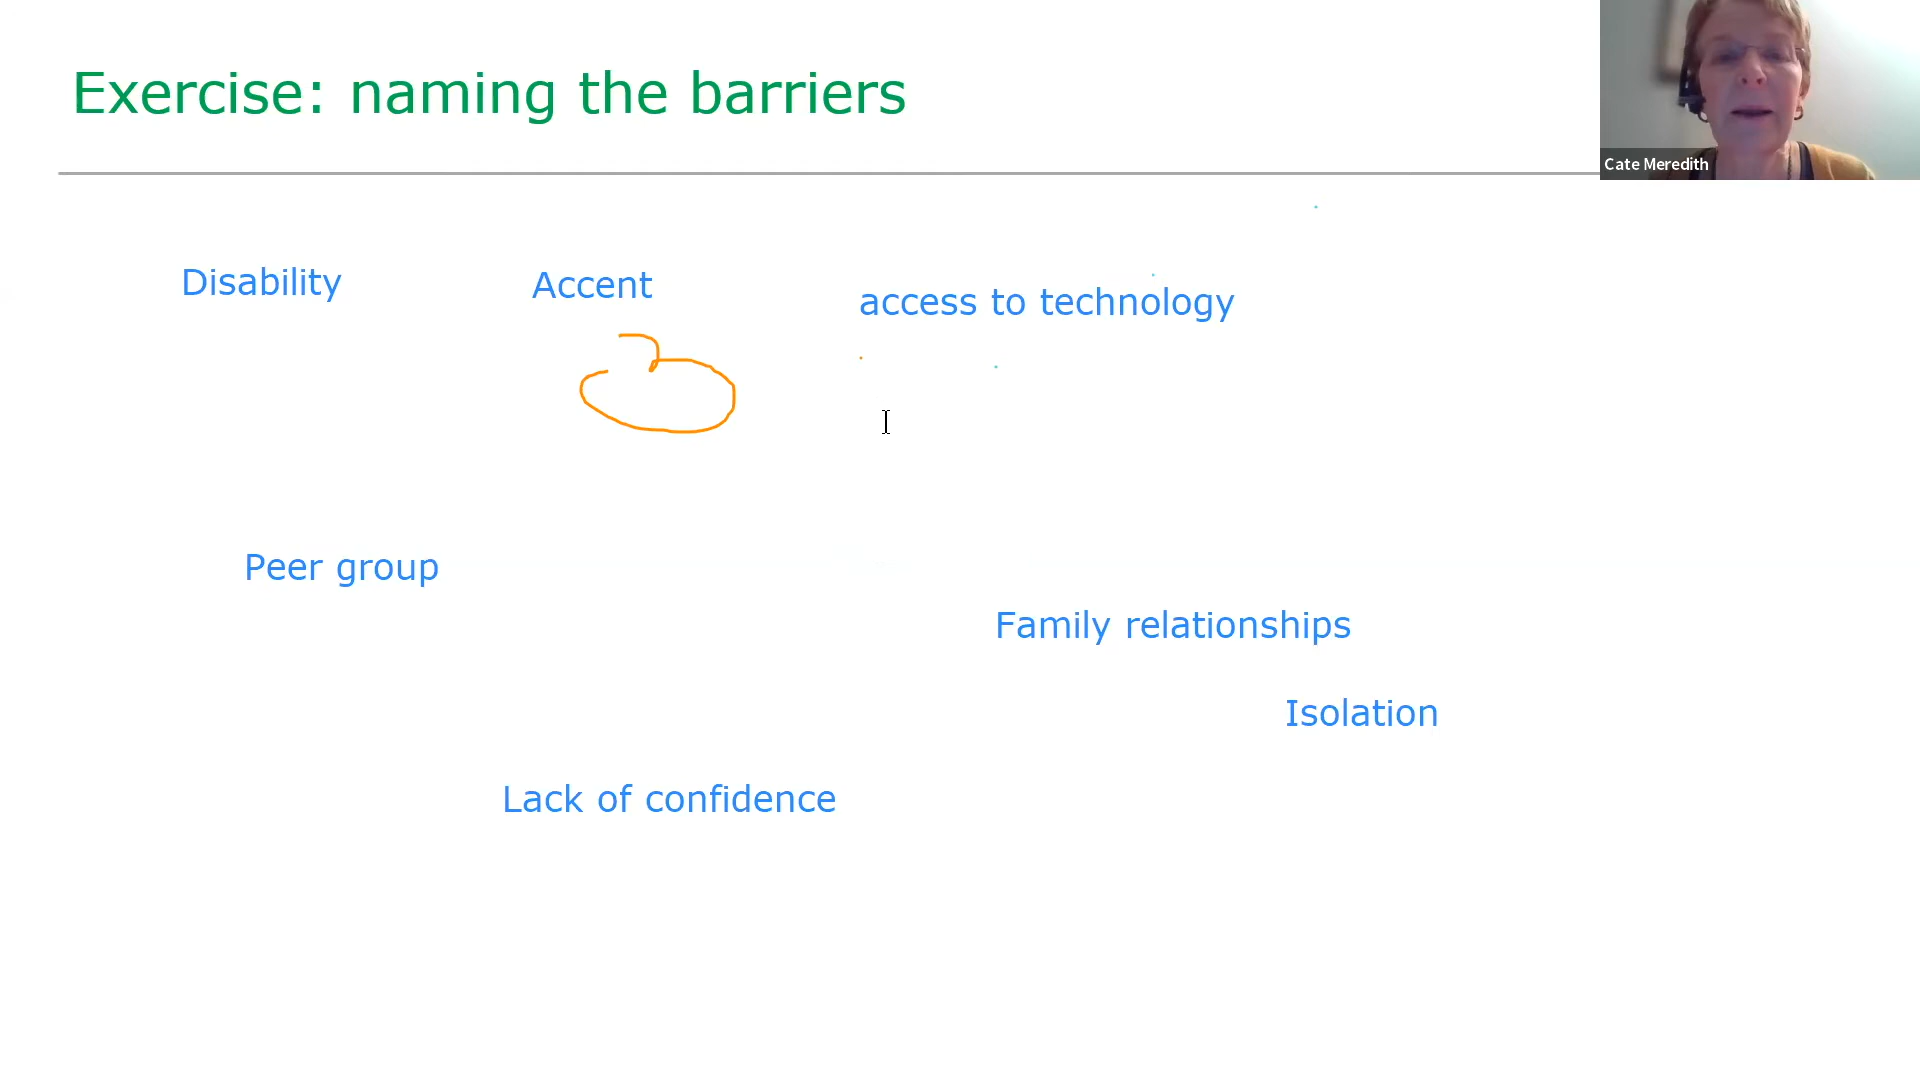 Exercise: naming the barriers
Cate Meredith
Disability
Accent
access to technology
Peer group
Family relationships
Isolation
Lack of confidence